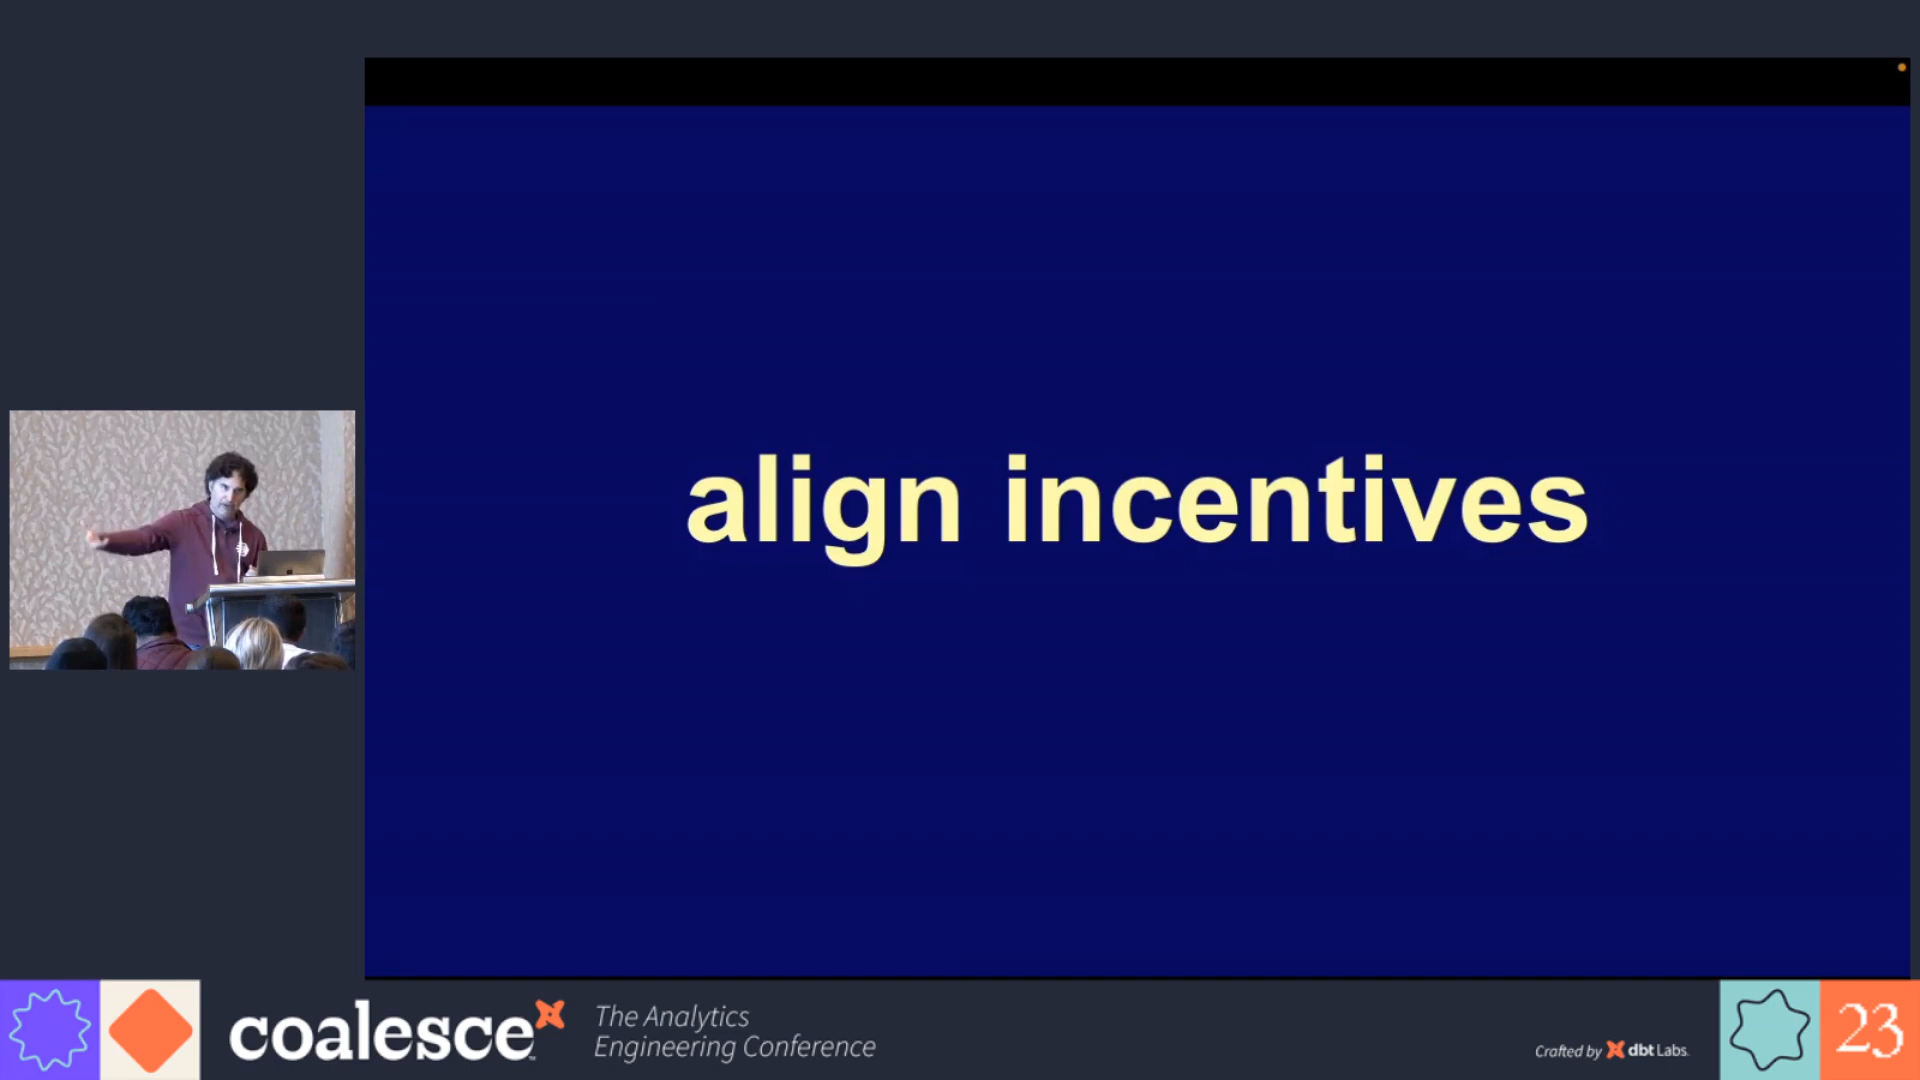 align incentives
coalesce
The Analytics
Engineering Conference
Crafted by dbt Labs.
23